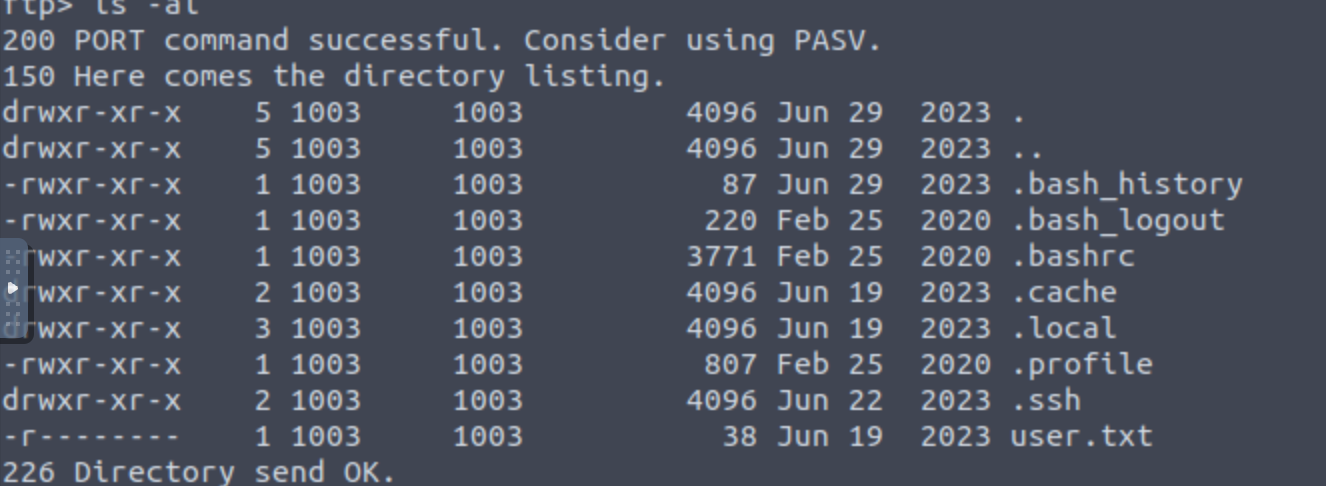 ftp> ls -al
200 PORT command successful. Consider using PASV.
150 Here comes the directory listing.
drwxr-xr-x    5 1003     1003         4096 Jun 29  2023 .
drwxr-xr-x    5 1003     1003         4096 Jun 29  2023 ..
-rwxr-xr-x    1 1003     1003           87 Jun 29  2023 .bash_history
-rwxr-xr-x    1 1003     1003          220 Feb 25  2020 .bash_logout
-rwxr-xr-x    1 1003     1003         3771 Feb 25  2020 .bashrc
drwxr-xr-x    2 1003     1003         4096 Jun 19  2023 .cache
drwxr-xr-x    3 1003     1003         4096 Jun 19  2023 .local
-rwxr-xr-x    1 1003     1003          807 Feb 25  2020 .profile
drwxr-xr-x    2 1003     1003         4096 Jun 22  2023 .ssh
-r--------    1 1003     1003           38 Jun 19  2023 user.txt
226 Directory send OK.